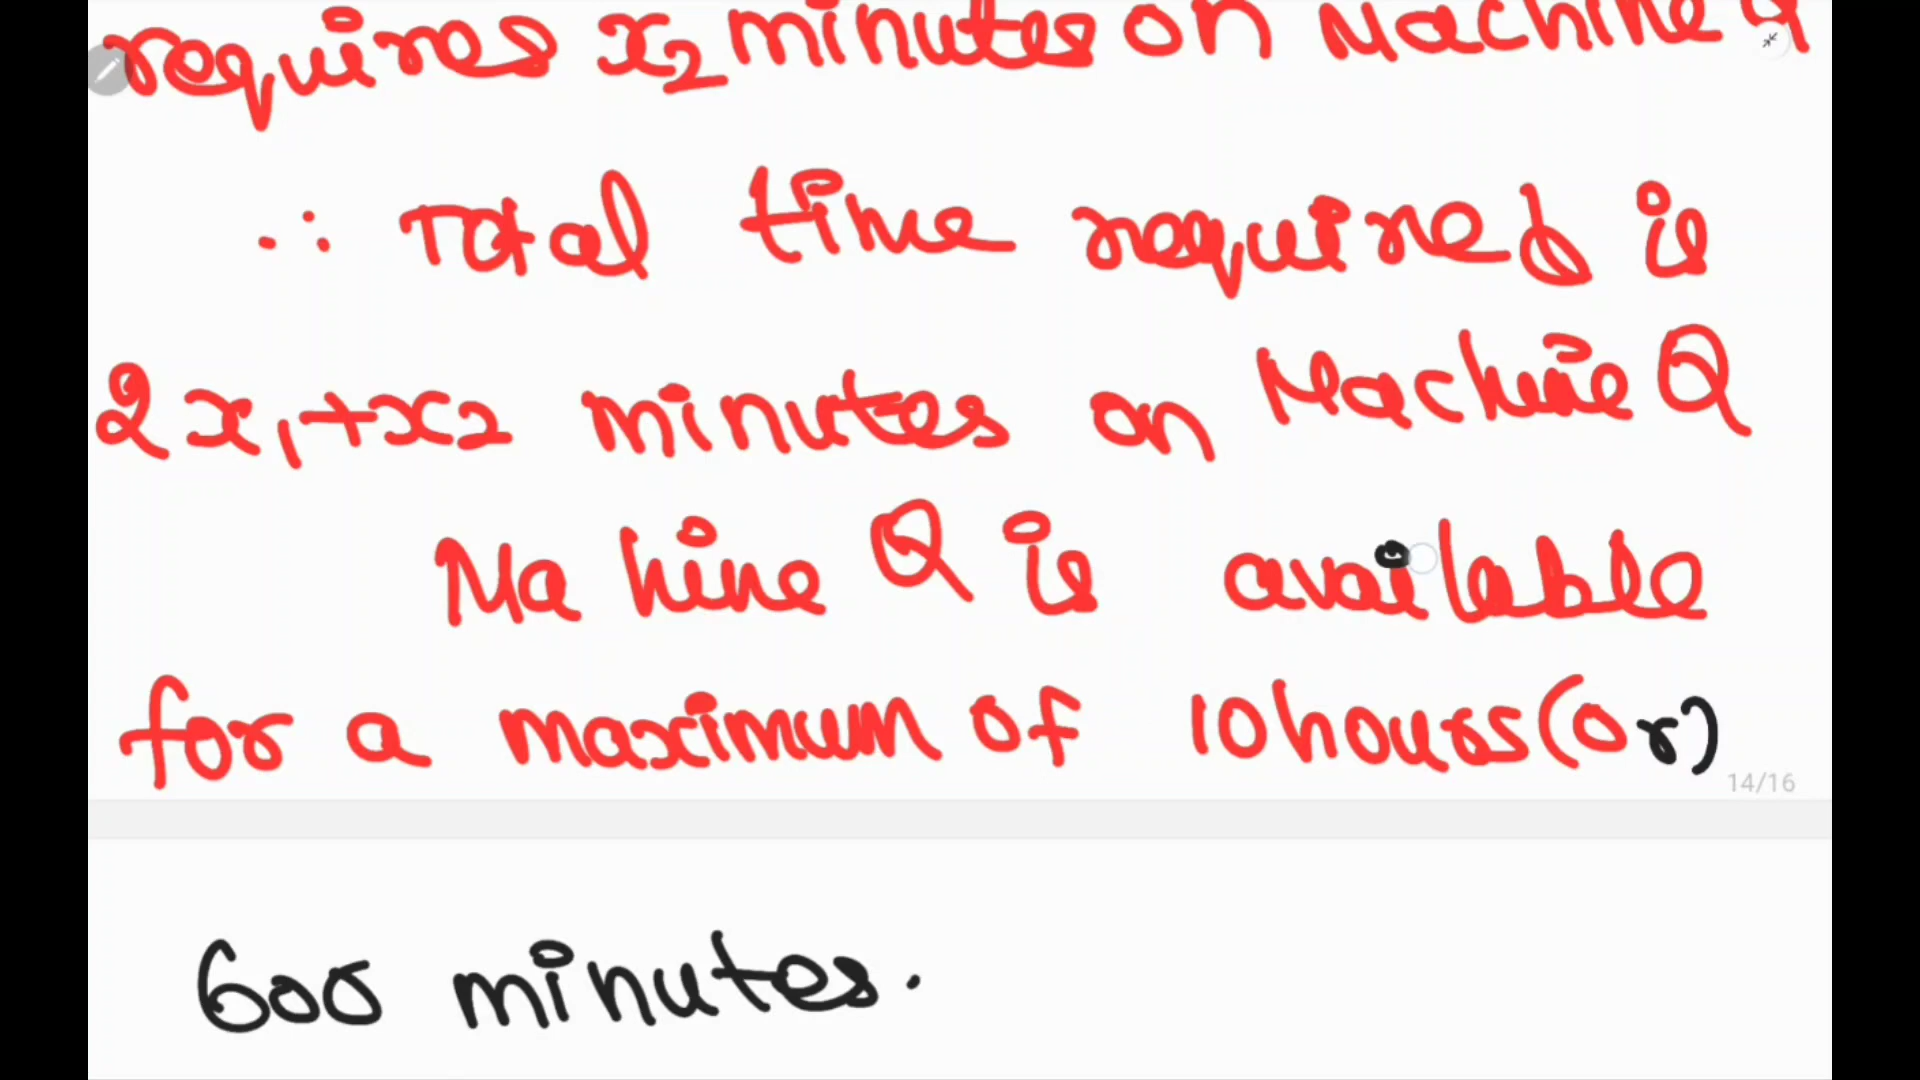 requires x₂ minutes on Machine Q
∴ Total time required is
2x₁+x₂ minutes on Machine Q
Ma hine Q is available
for a maximum of 10 hours (or)
14/16
600 minutes.